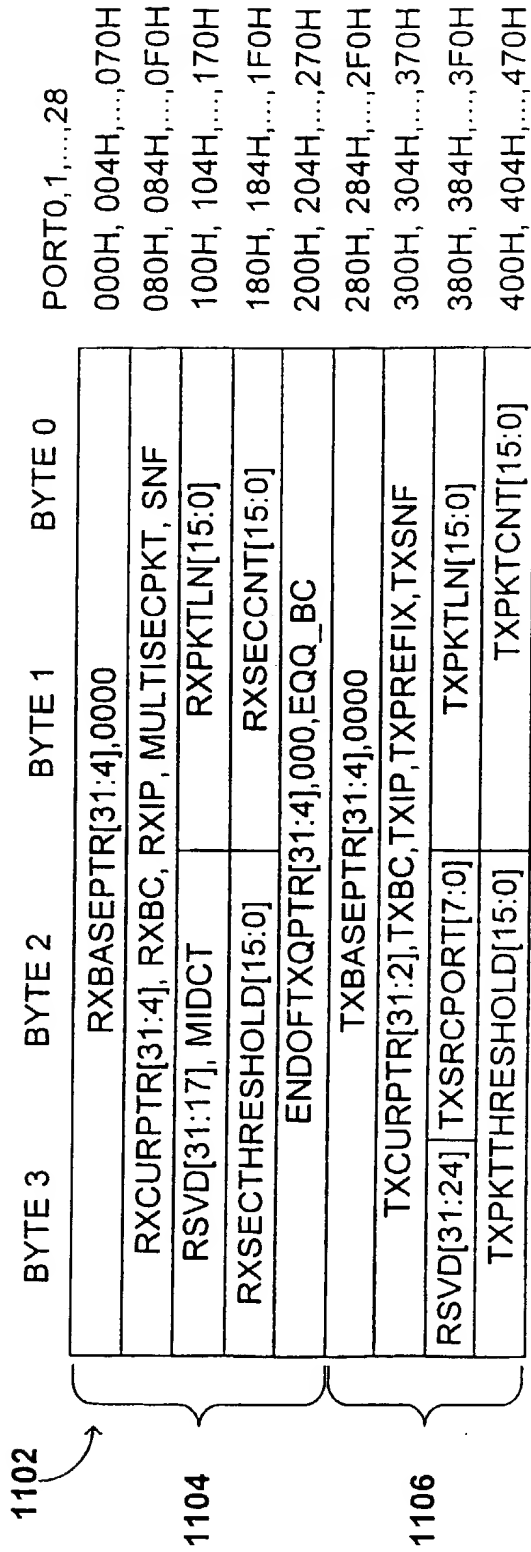 1102
BYTE 3 BYTE 2 BYTE 1 BYTE 0 PORT0,1,...,28
1104
RXBASEPTR[31:4],0000 000H, 004H,...,070H
RXCURPTR[31:4], RXBC, RXIP, MULTISECPKT, SNF 080H, 084H,...,0F0H
RSVD[31:17], MIDCT RXPKTLN[15:0] 100H, 104H,...,170H
RXSECTHRESHOLD[15:0] RXSECCNT[15:0] 180H, 184H,...,1F0H
ENDOFTXQPTR[31:4],000,EQQ_BC 200H, 204H,...,270H
1106
TXBASEPTR[31:4],0000 280H, 284H,...,2F0H
TXCURPTR[31:2],TXBC,TXIP,TXPREFIX,TXSNF 300H, 304H,...,370H
RSVD[31:24] TXSRCPORT[7:0] TXPKTLN[15:0] 380H, 384H,...,3F0H
TXPKTTHRESHOLD[15:0] TXPKTCNT[15:0] 400H, 404H,...,470H